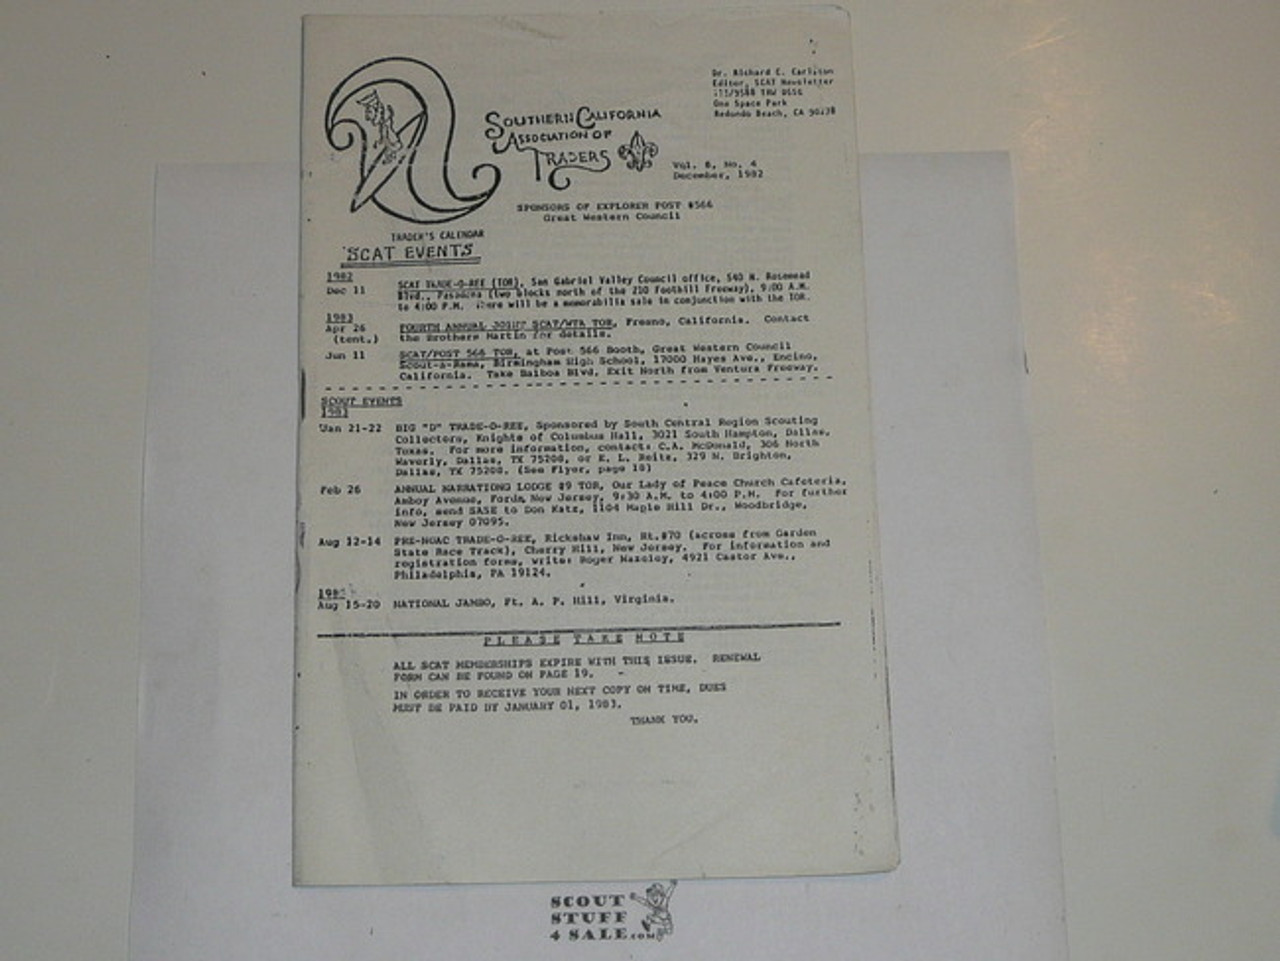 Dr. Richard C. Carlston
Editor, SCAT Newsletter
One Space Park
Redondo Beach, CA 90278
SOUTHERN CALIFORNIA
ASSOCIATION OF
TRADERS
Vol. 8, No. 4
December, 1982
SPONSORS OF EXPLORER POST #566
Great Western Council
TRADER'S CALENDAR
SCAT EVENTS
1982
Dec 11 SCAT TRADE-O-REE (TOR), San Gabriel Valley Council office, 540 N. Rosemead
Blvd., Pasadena (two blocks north of the 210 Foothill Freeway), 9:00 A.M.
to 4:00 P.M. There will be a memorabilia sale in conjunction with the TOR.
1983
Apr 26 FOURTH ANNUAL JOINT SCAT/WTA TOR, Fresno, California. Contact
(tent.) the Brothers Martin for details.
Jun 11 SCAT/POST 566 TOR, at Post 566 Booth, Great Western Council
Scout-a-Rama, Birmingham High School, 17000 Hayes Ave., Encino,
California. Take Balboa Blvd, Exit North from Ventura Freeway.
SCOUT EVENTS
1983
Jan 21-22 BIG "D" TRADE-O-REE, Sponsored by South Central Region Scouting
Collectors, Knights of Columbus Hall, 3021 South Hampton, Dallas,
Texas. For more information, contact: C.A. McDonald, 306 North
Waverly, Dallas, TX 75208, or E. L. Reitz, 329 N. Brighton,
Dallas, TX 75208. (See Flyer, page 18)
Feb 26 ANNUAL NARRATIONG LODGE #9 TOR, Our Lady of Peace Church Cafeteria,
Amboy Avenue, Fords, New Jersey, 9:30 A.M. to 4:00 P.M. For further
info, send SASE to Don Katz, 1104 Maple Hill Dr., Woodbridge,
New Jersey 07095.
Aug 12-14 PRE-NOAC TRADE-O-REE, Rickshaw Inn, Rt.#70 (across from Garden
State Race Track), Cherry Hill, New Jersey. For information and
registration forms, write: Roger Mazeley, 4921 Castor Ave.,
Philadelphia, PA 19124.
Aug 15-20 NATIONAL JAMBO, Ft. A. P. Hill, Virginia.
PLEASE TAKE NOTE
ALL SCAT MEMBERSHIPS EXPIRE WITH THIS ISSUE. RENEWAL
FORM CAN BE FOUND ON PAGE 19.
IN ORDER TO RECEIVE YOUR NEXT COPY ON TIME, DUES
MUST BE PAID BY JANUARY 01, 1983.
THANK YOU.
SCOUT
STUFF
4 SALE.COM